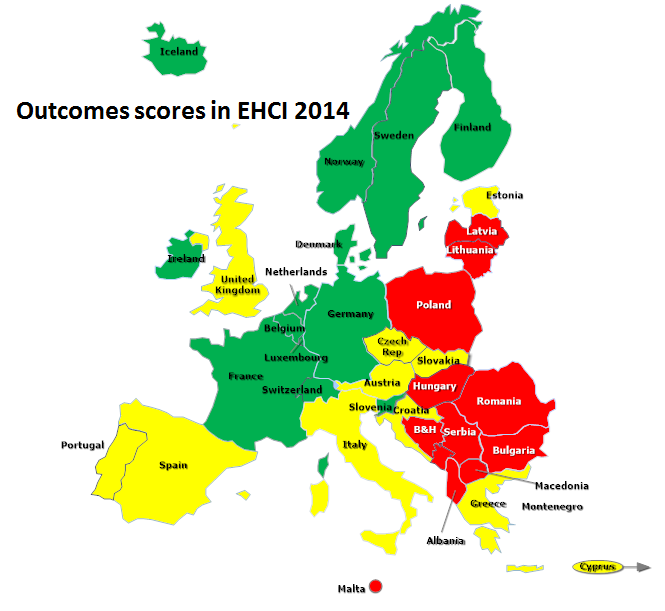 Iceland
Outcomes scores in EHCI 2014
Finland
Sweden
Norway
Estonia
Latvia
Denmark
Lithuania
Ireland
Netherlands
United
Kingdom
Poland
Germany
Belgium
Czech
Rep
Luxembourg
Slovakia
France
Austria
Hungary
Switzerland
Romania
Slovenia
Croatia
B&H
Serbia
Portugal
Italy
Bulgaria
Spain
Macedonia
Greece
Montenegro
Albania
Cyprus
Malta